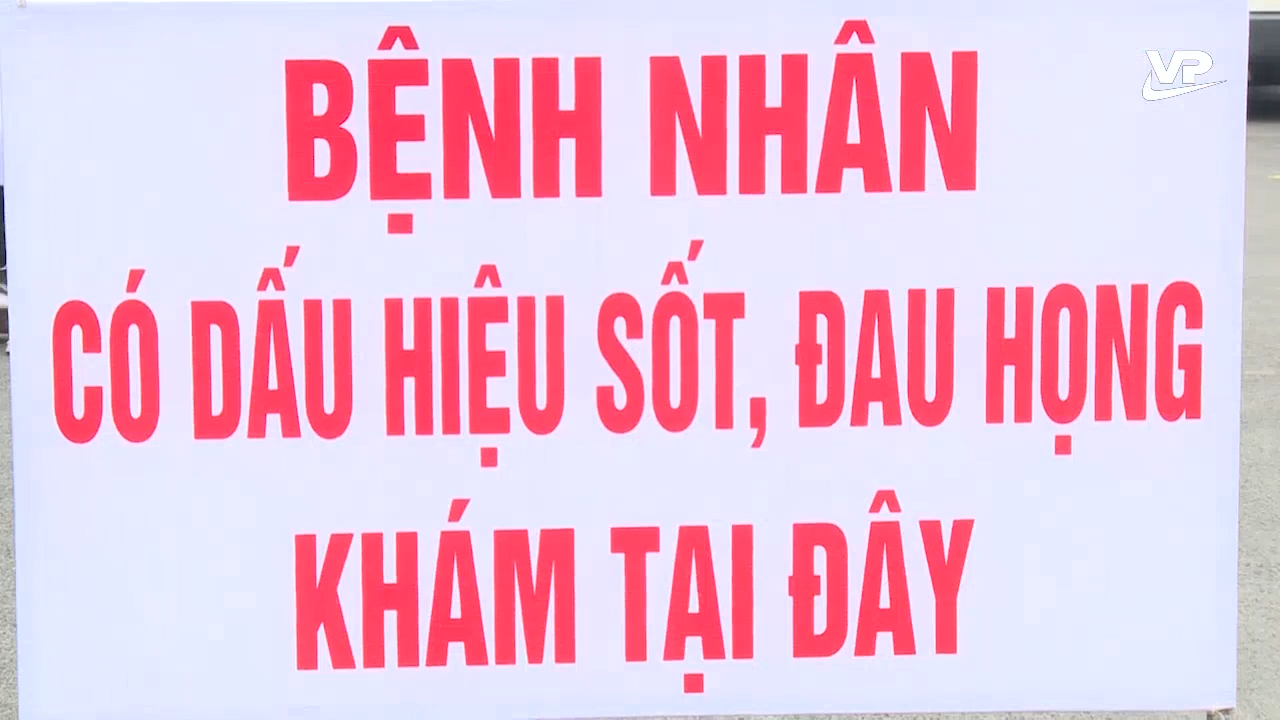 VP
BỆNH NHÂN
CÓ DẤU HIỆU SỐT, ĐAU HỌNG
KHÁM TẠI ĐÂY